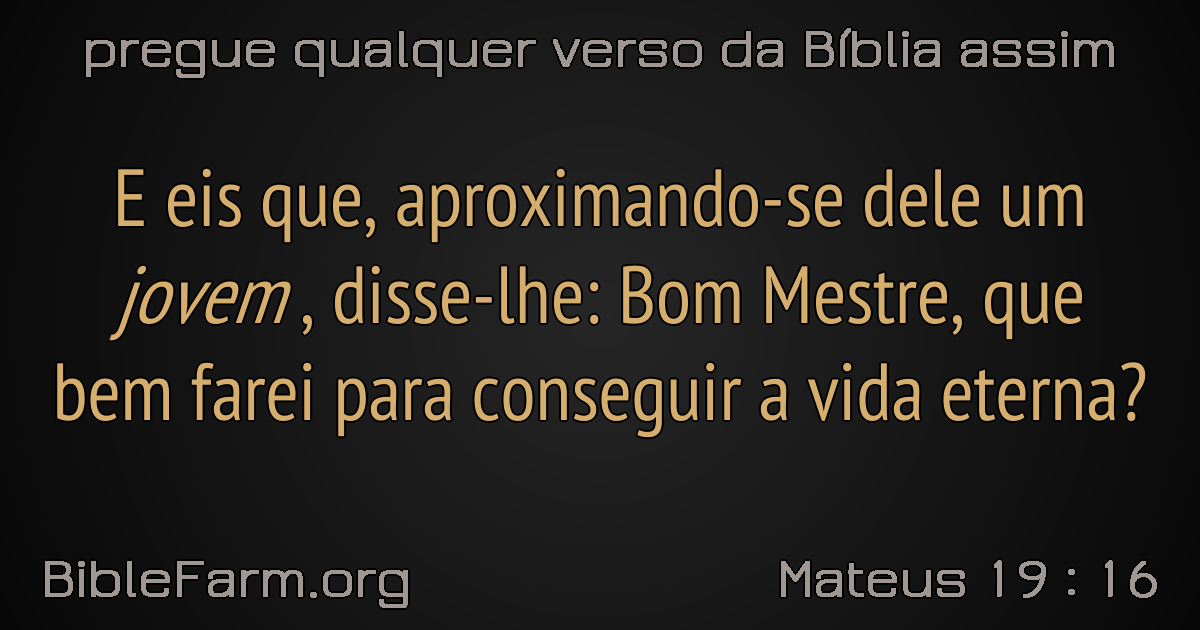 pregue qualquer verso da Bíblia assim
E eis que, aproximando-se dele um
jovem , disse-lhe: Bom Mestre, que
bem farei para conseguir a vida eterna?
BibleFarm.org
Mateus 19 : 16